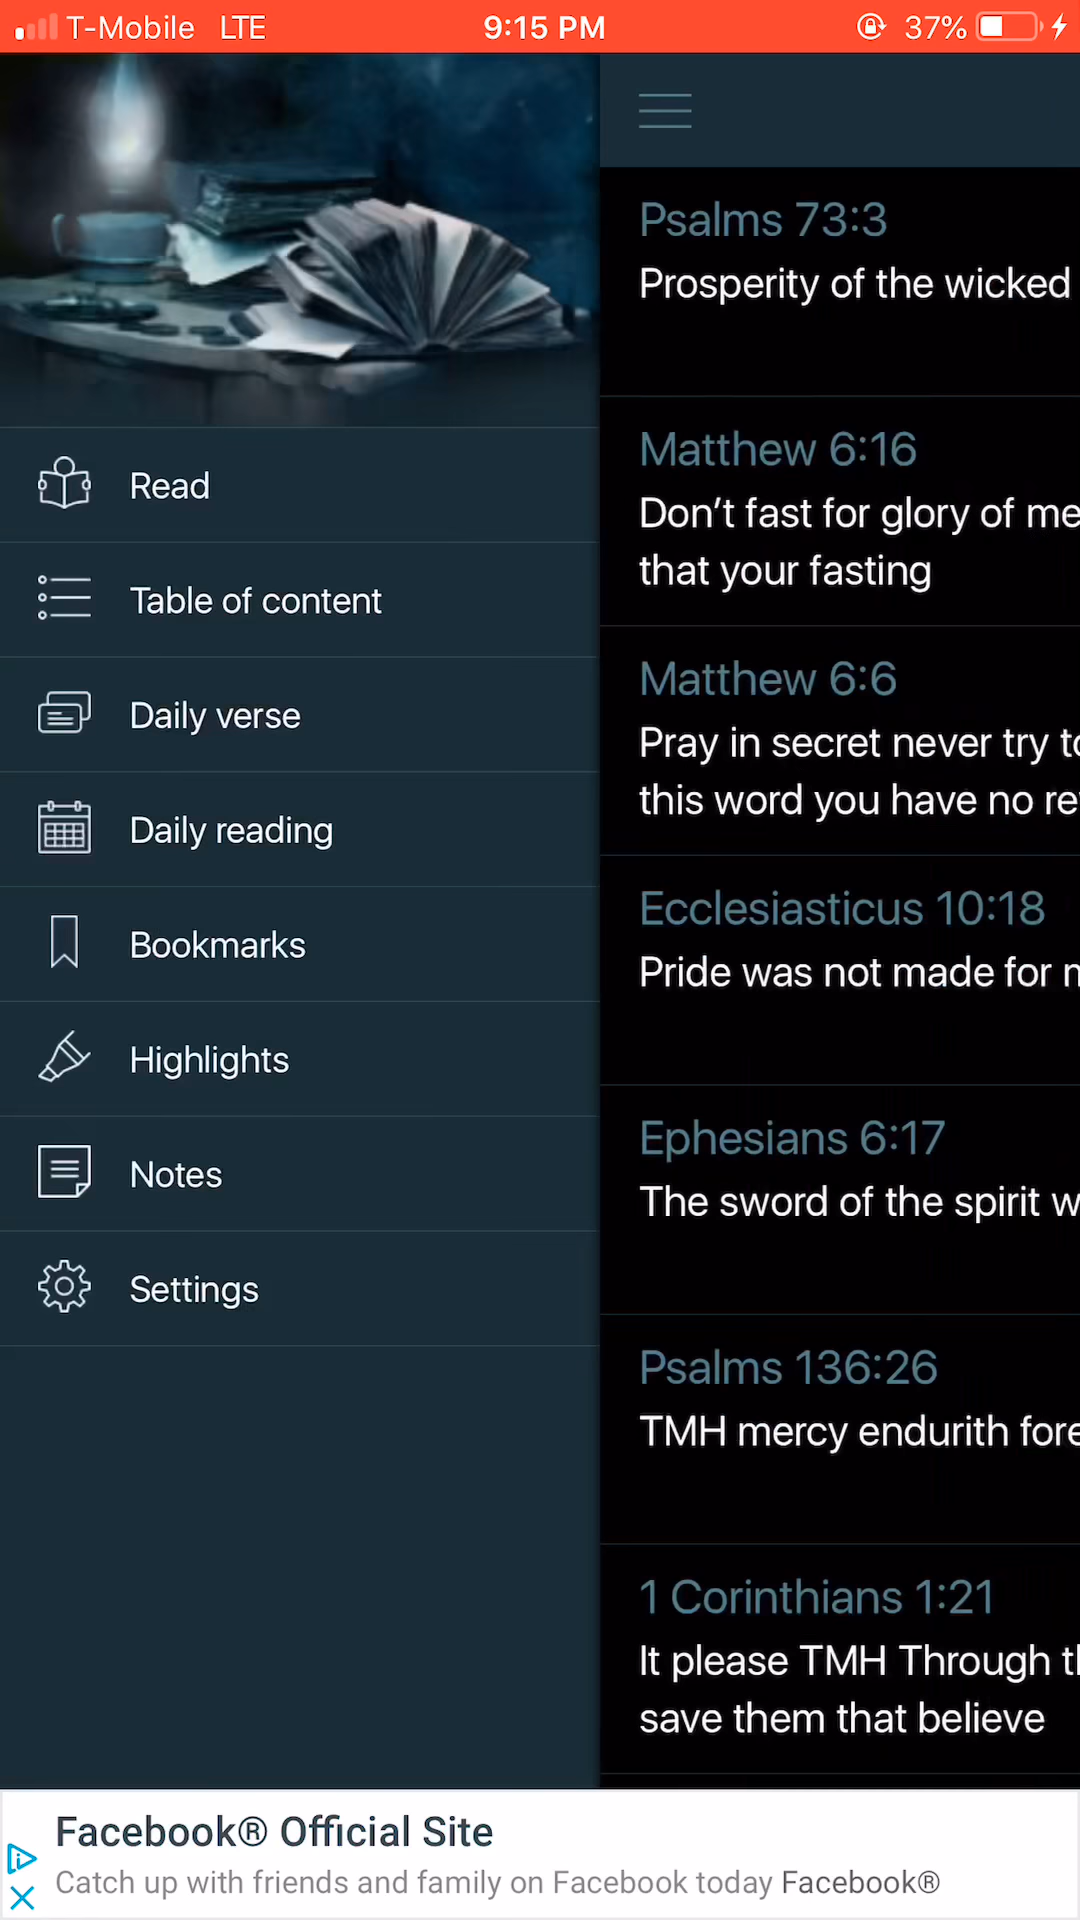 T-Mobile LTE 9:15 PM 37%
Read
Table of content
Daily verse
Daily reading
Bookmarks
Highlights
Notes
Settings
Psalms 73:3
Prosperity of the wicked
Matthew 6:16
Don’t fast for glory of
that your fasting
Matthew 6:6
Pray in secret never try
this word you have no
Ecclesiasticus 10:18
Pride was not made for
Ephesians 6:17
The sword of the spirit
Psalms 136:26
TMH mercy endurith
1 Corinthians 1:21
It please TMH Through
save them that believe
Facebook® Official Site
Catch up with friends and family on Facebook today Facebook®